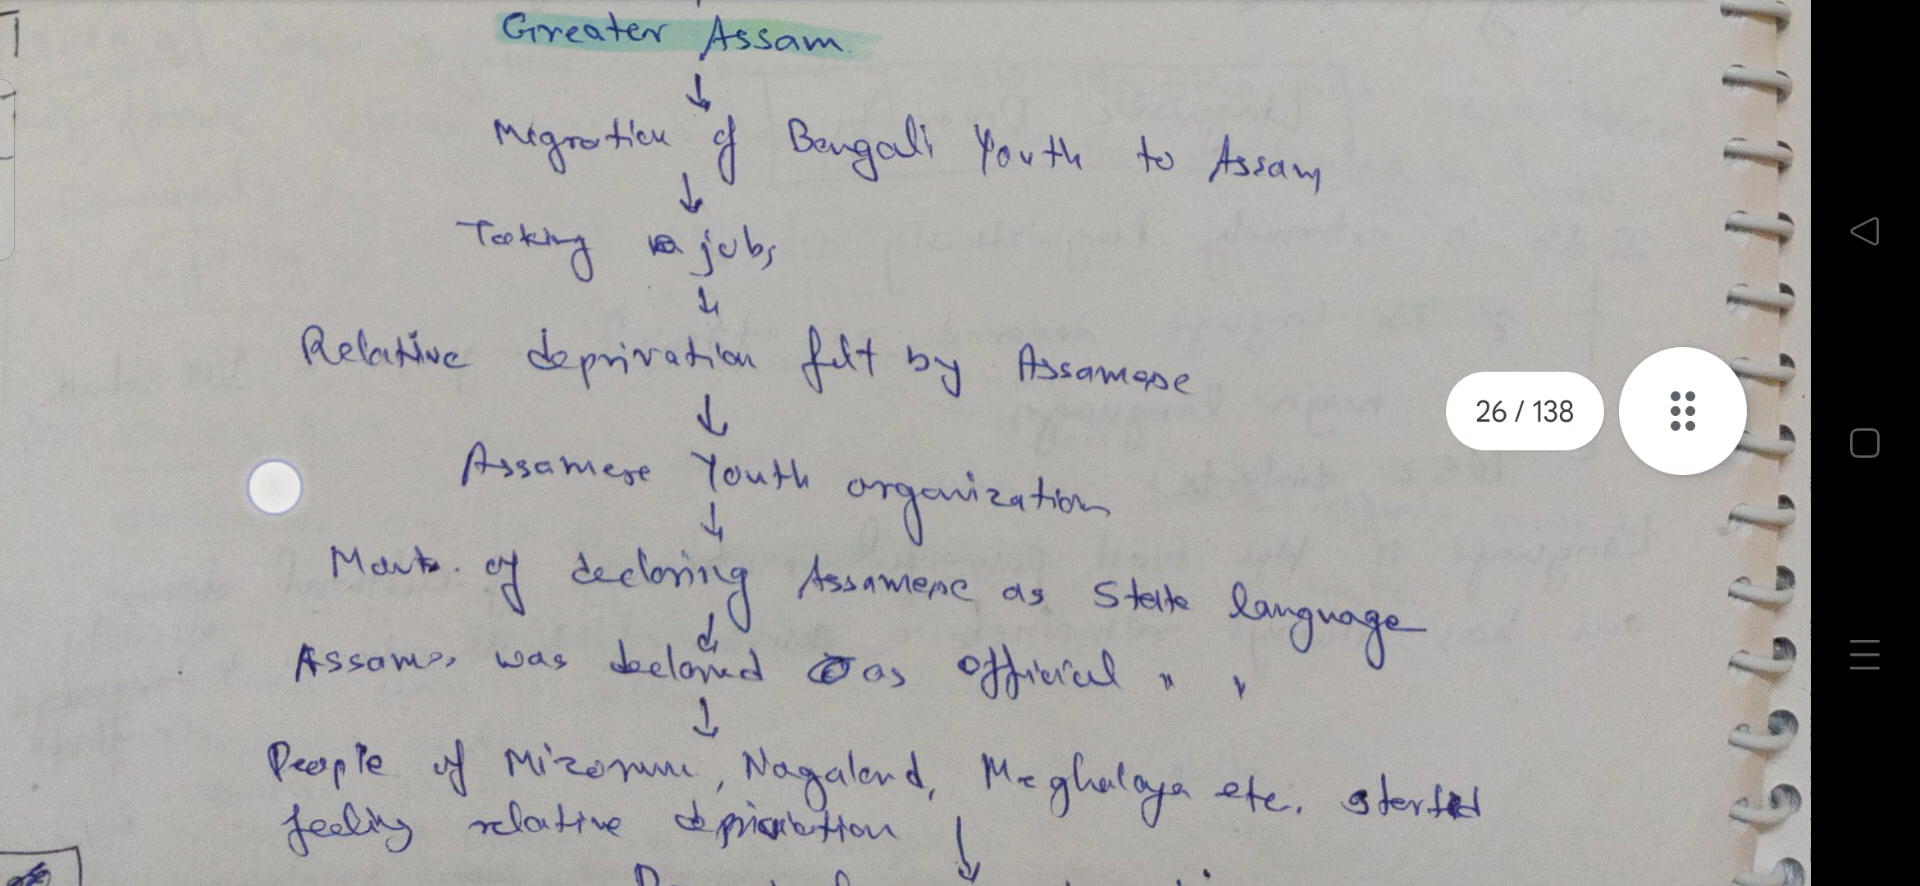 Greater Assam
↓
Migration of Bengali Youth to Assam
↓
Taking jobs
↓
Relative deprivation felt by Assamese
↓
Assamese Youth organization
↓
of declaring Assamese as State language
↓
was declared as official " "
↓
People of Mizoram, Nagaland, Meghalaya etc. started
feeling relative deprivation
↓
26 / 138